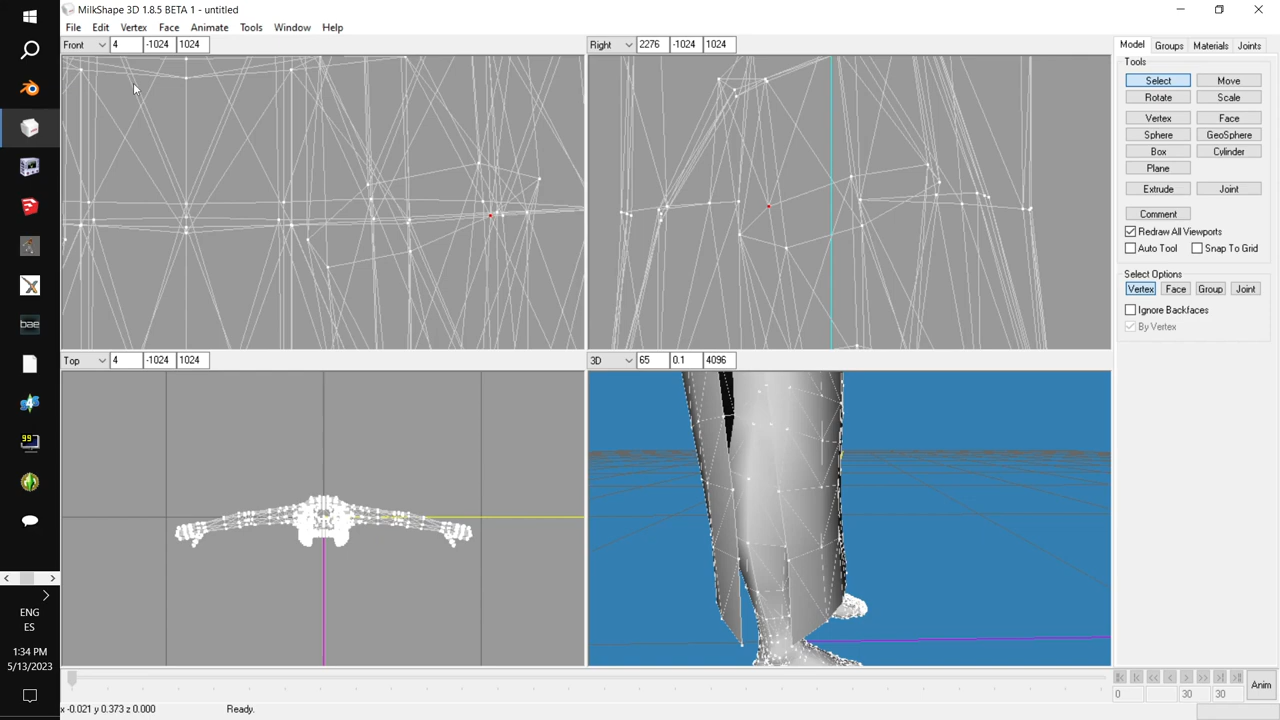 MilkShape 3D 1.8.5 BETA 1 - untitled
File Edit Vertex Face Animate Tools Window Help
Front 4 -1024 1024
Right 2276 -1024 1024
Model Groups Materials Joints
Tools
Select Move
Rotate Scale
Vertex Face
Sphere GeoSphere
Box Cylinder
Plane
Extrude Joint
Comment
Redraw All Viewports
Auto Tool Snap To Grid
Select Options
Vertex Face Group Joint
Ignore Backfaces
By Vertex
Top 4 -1024 1024
3D 65 0.1 4096
bae
99
ENG
ES
1:34 PM
5/13/2023
0 30 30
Anim
x -0.021 y 0.373 z 0.000 Ready.